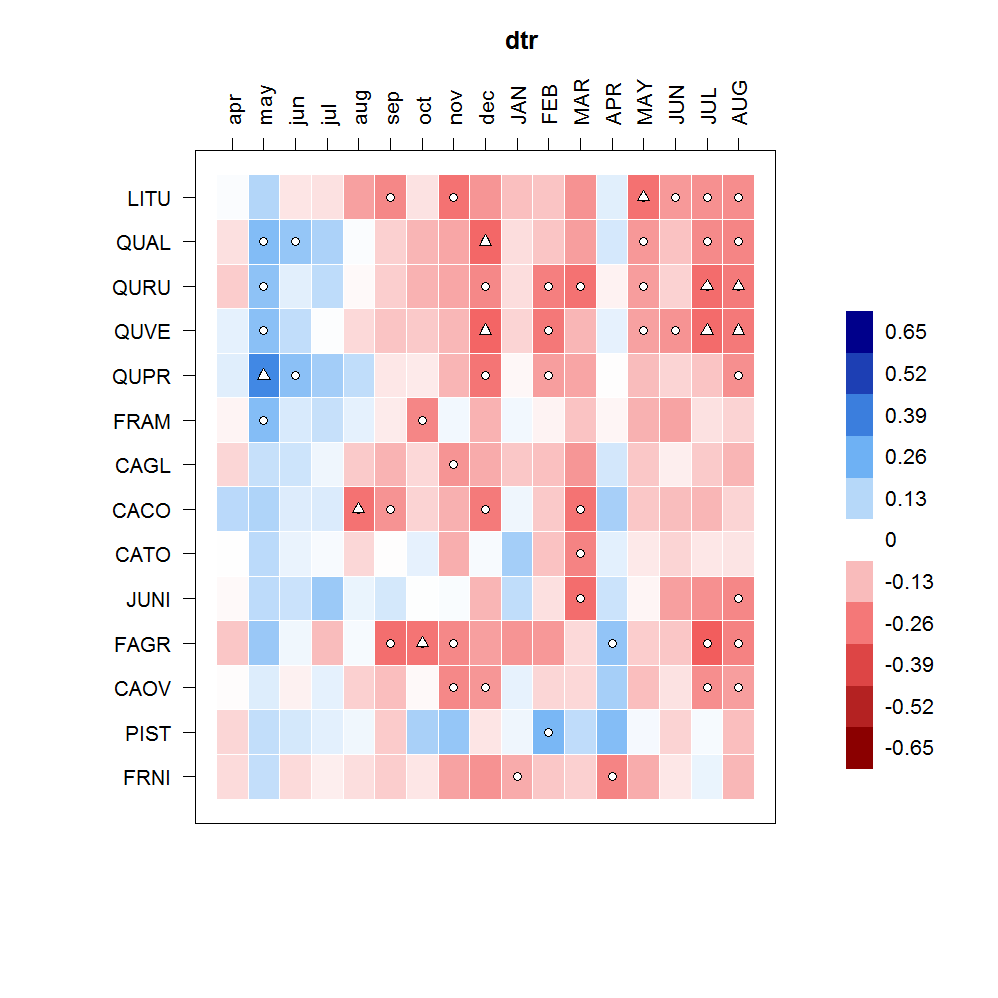 dtr
apr may jun jul aug sep oct nov dec JAN FEB MAR APR MAY JUN JUL AUG
LITU
QUAL
QURU
QUVE
QUPR
FRAM
CAGL
CACO
CATO
JUNI
FAGR
CAOV
PIST
FRNI
0.65
0.52
0.39
0.26
0.13
0
-0.13
-0.26
-0.39
-0.52
-0.65